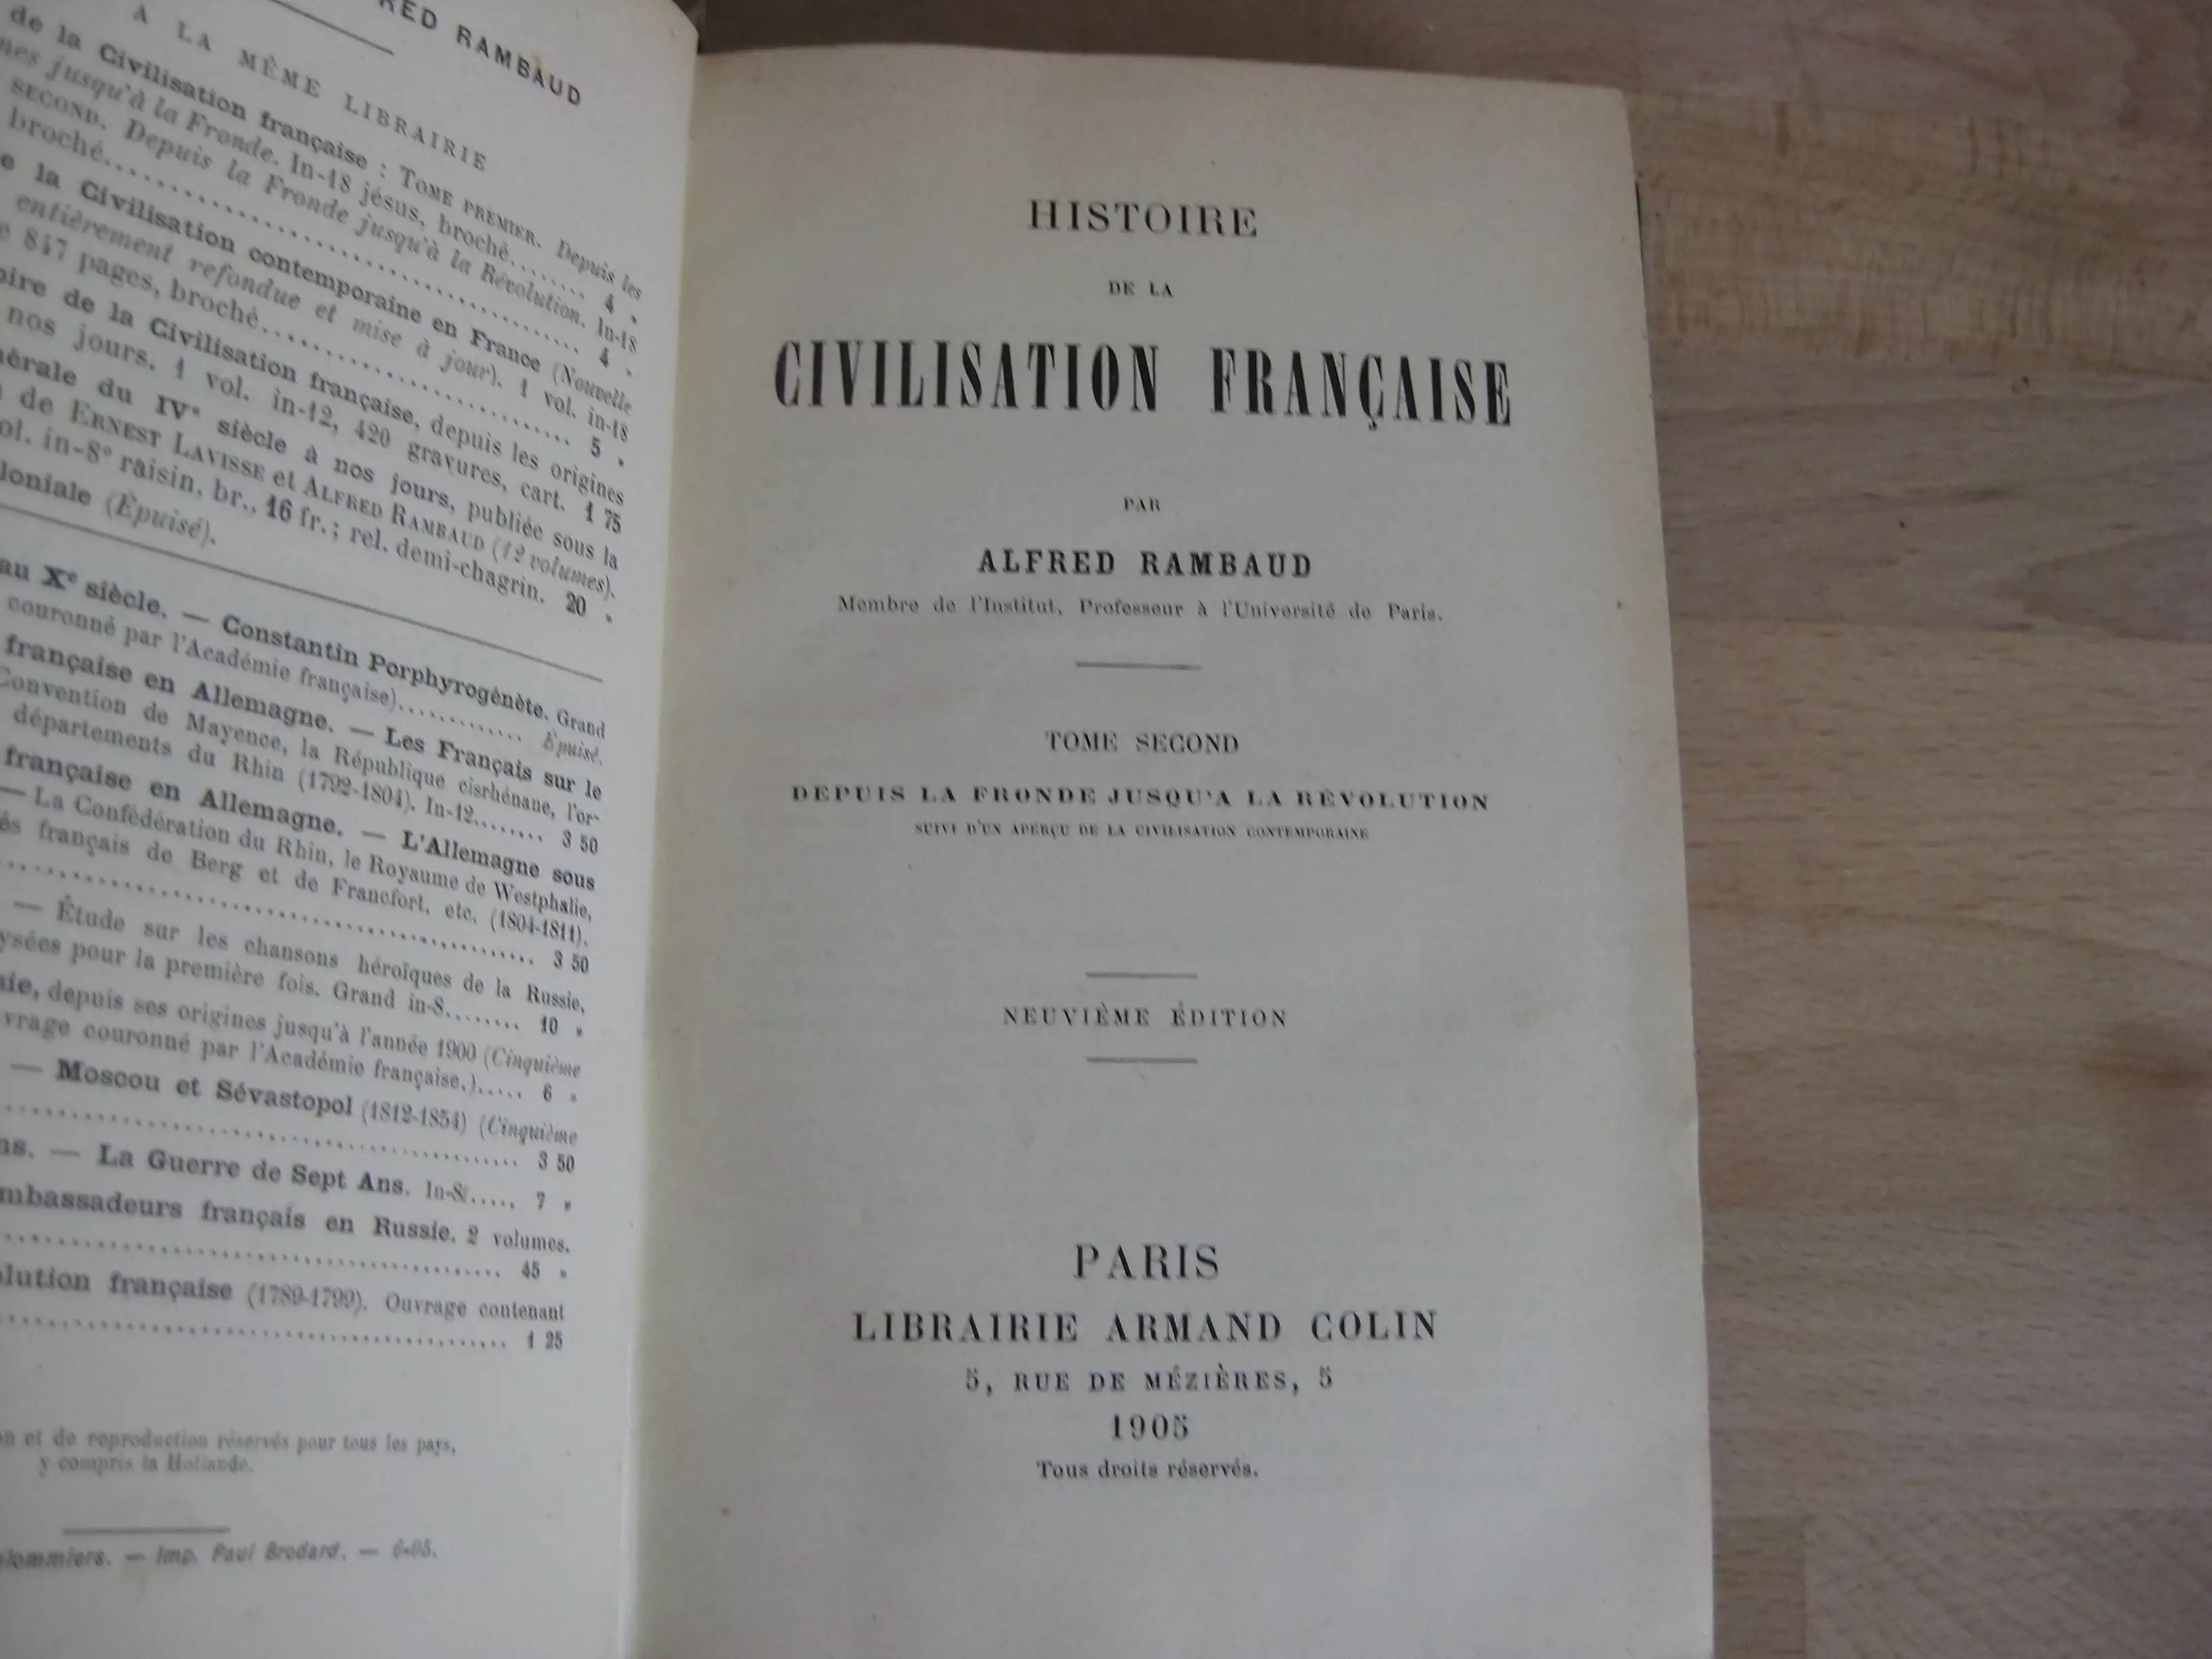 RED RAMBAUD
A LA MÊME LIBRAIRIE
de la Civilisation française : TOME PREMIER. Depuis les
nes jusqu'à la Fronde. In-18 jésus, broché........ 4 »
SECOND. Depuis la Fronde jusqu'à la Révolution. In-18
broché........ 4 »
e la Civilisation contemporaine en France (Nouvelle
entièrement refondue et mise à jour). 1 vol. in-18
e 847 pages, broché........ 5 »
oire de la Civilisation française, depuis les origines
nos jours. 1 vol. in-12, 420 gravures, cart. 1 75
nérale du IVe siècle à nos jours, publiée sous la
de ERNEST LAVISSE et ALFRED RAMBAUD (12 volumes).
ol. in-8° raisin, br., 16 fr.; rel. demi-chagrin. 20 »
loniale (Épuisé).
au Xe siècle. — Constantin Porphyrogénète. Grand
couronné par l'Académie française)........ Épuisé.
française en Allemagne. — Les Français sur le
Convention de Mayence, la République cisrhénane, l'or-
départements du Rhin (1792-1804). In-12........ 3 50
française en Allemagne. — L'Allemagne sous
— La Confédération du Rhin, le Royaume de Westphalie,
és français de Berg et de Francfort, etc. (1804-1811).
........ 3 50
— Étude sur les chansons héroïques de la Russie,
ysées pour la première fois. Grand in-8........ 10 »
sie, depuis ses origines jusqu'à l'année 1900 (Cinquième
vrage couronné par l'Académie française.)..... 6 »
— Moscou et Sévastopol (1812-1854) (Cinquième
........ 3 50
ns. — La Guerre de Sept Ans. In-8..... 7 »
mbassadeurs français en Russie. 2 volumes.
........ 45 »
olution française (1789-1799). Ouvrage contenant
........ 1 25
on et de reproduction réservés pour tous les pays,
y compris la Hollande.
lommiers. — Imp. Paul Brodard. — 6-05.
HISTOIRE
DE LA
CIVILISATION FRANÇAISE
PAR
ALFRED RAMBAUD
Membre de l'Institut, Professeur à l'Université de Paris.
TOME SECOND
DEPUIS LA FRONDE JUSQU'A LA RÉVOLUTION
SUIVI D'UN APERÇU DE LA CIVILISATION CONTEMPORAINE
NEUVIÈME ÉDITION
PARIS
LIBRAIRIE ARMAND COLIN
5, RUE DE MÉZIÈRES, 5
1905
Tous droits réservés.